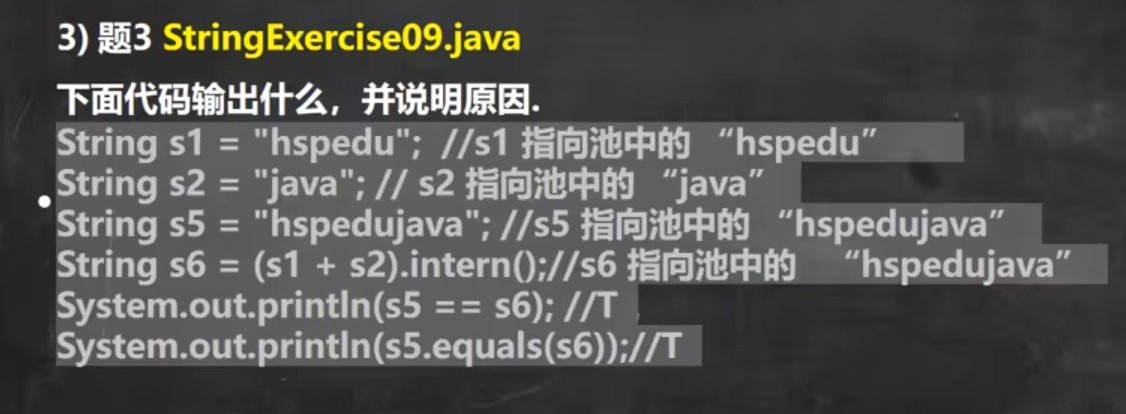 3) 题3 StringExercise09.java
下面代码输出什么，并说明原因.
String s1 = "hspedu";  //s1 指向池中的 “hspedu”
String s2 = "java"; // s2 指向池中的 “java”
String s5 = "hspedujava"; //s5 指向池中的 “hspedujava”
String s6 = (s1 + s2).intern();//s6 指向池中的   “hspedujava”
System.out.println(s5 == s6); //T
System.out.println(s5.equals(s6));//T